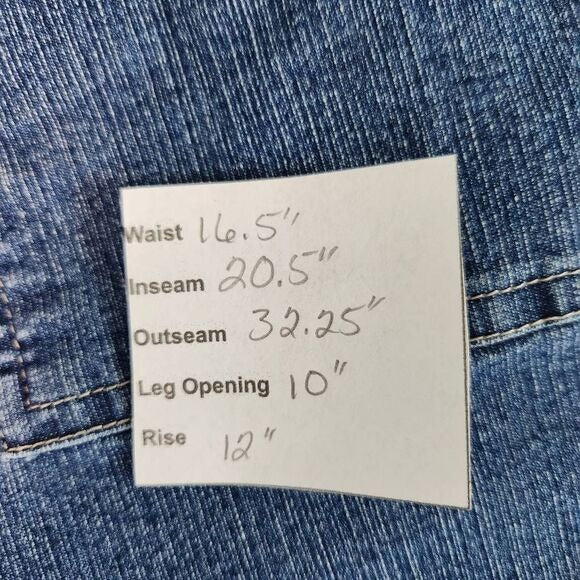 Waist 16.5"
Inseam 20.5"
Outseam 32.25"
Leg Opening 10"
Rise 12"